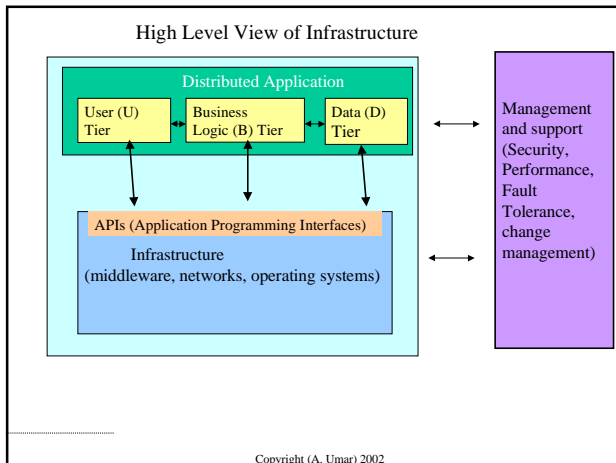 High Level View of Infrastructure
Distributed Application
User (U)
Tier
Business
Logic (B) Tier
Data (D)
Tier
APIs (Application Programming Interfaces)
Infrastructure
(middleware, networks, operating systems)
Management
and support
(Security,
Performance,
Fault
Tolerance,
change
management)
Copyright (A. Umar) 2002